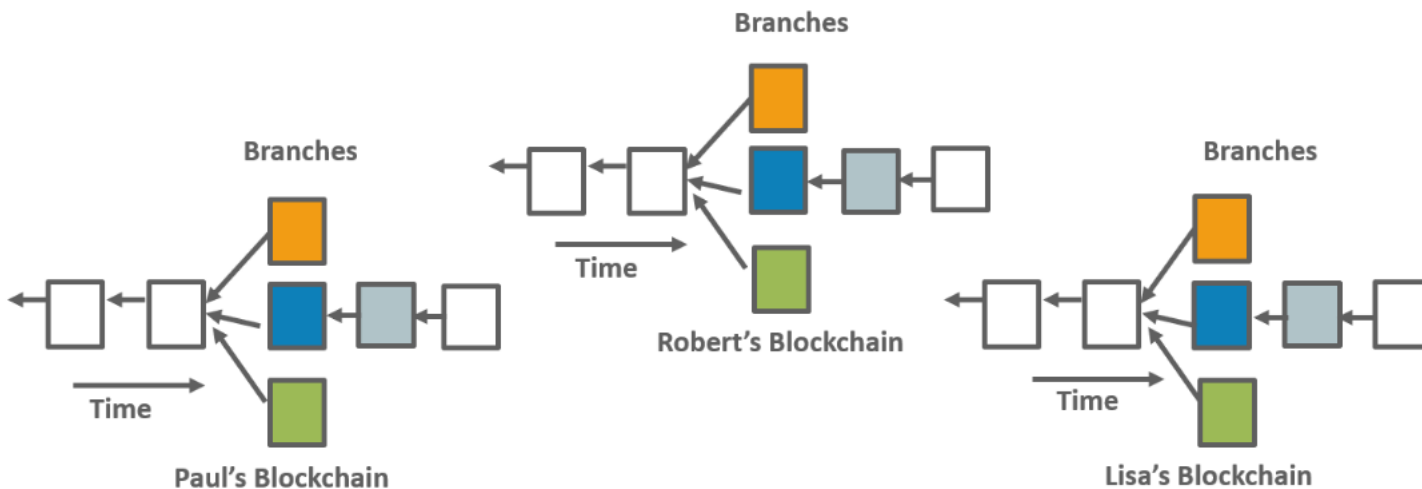 Branches
Time
Paul's Blockchain
Branches
Time
Robert's Blockchain
Branches
Time
Lisa's Blockchain